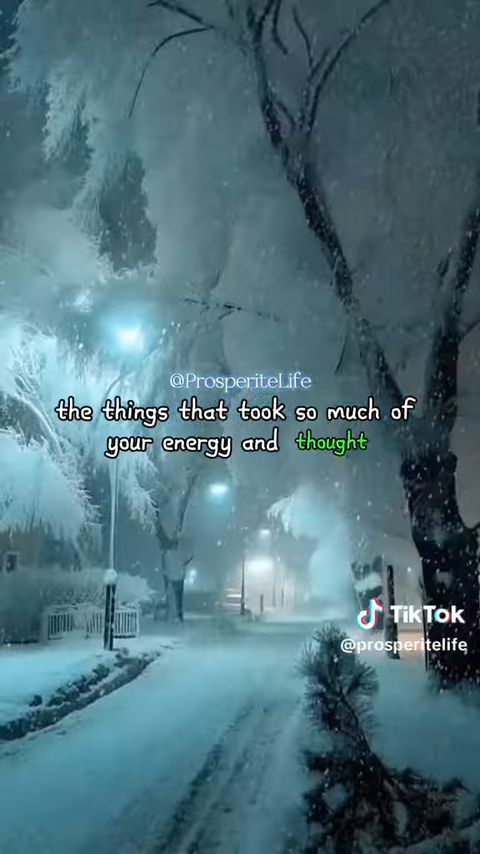 @ProsperiteLife
the things that took so much of
your energy and thought
TikTok
@prosperitelife